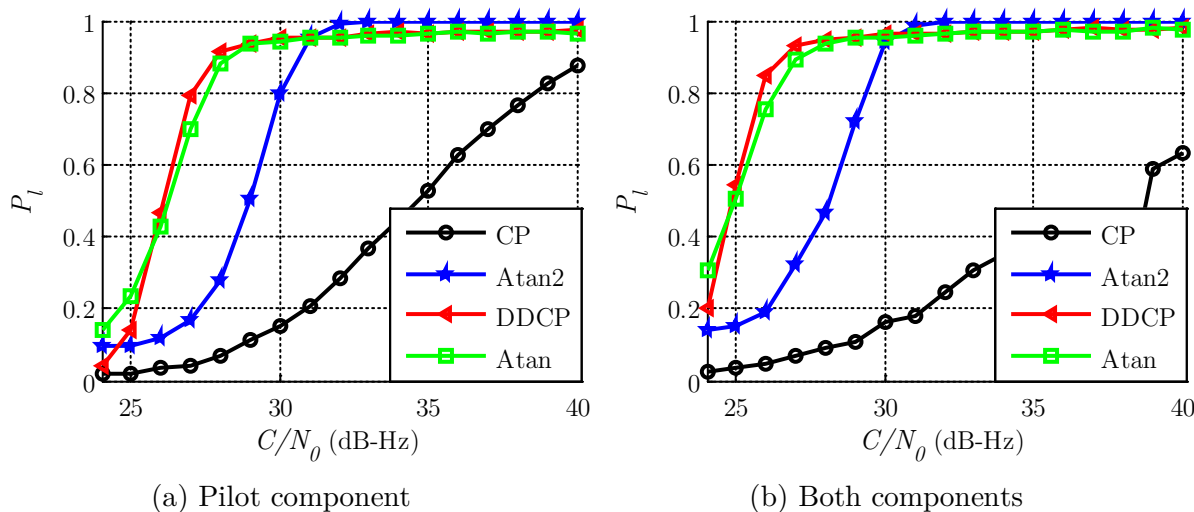 1
0.8
0.6
0.4
0.2
0
P_l
25
30
35
40
C/N_0 (dB-Hz)
CP
Atan2
DDCP
Atan
(a) Pilot component
1
0.8
0.6
0.4
0.2
0
P_l
25
30
35
40
C/N_0 (dB-Hz)
CP
Atan2
DDCP
Atan
(b) Both components